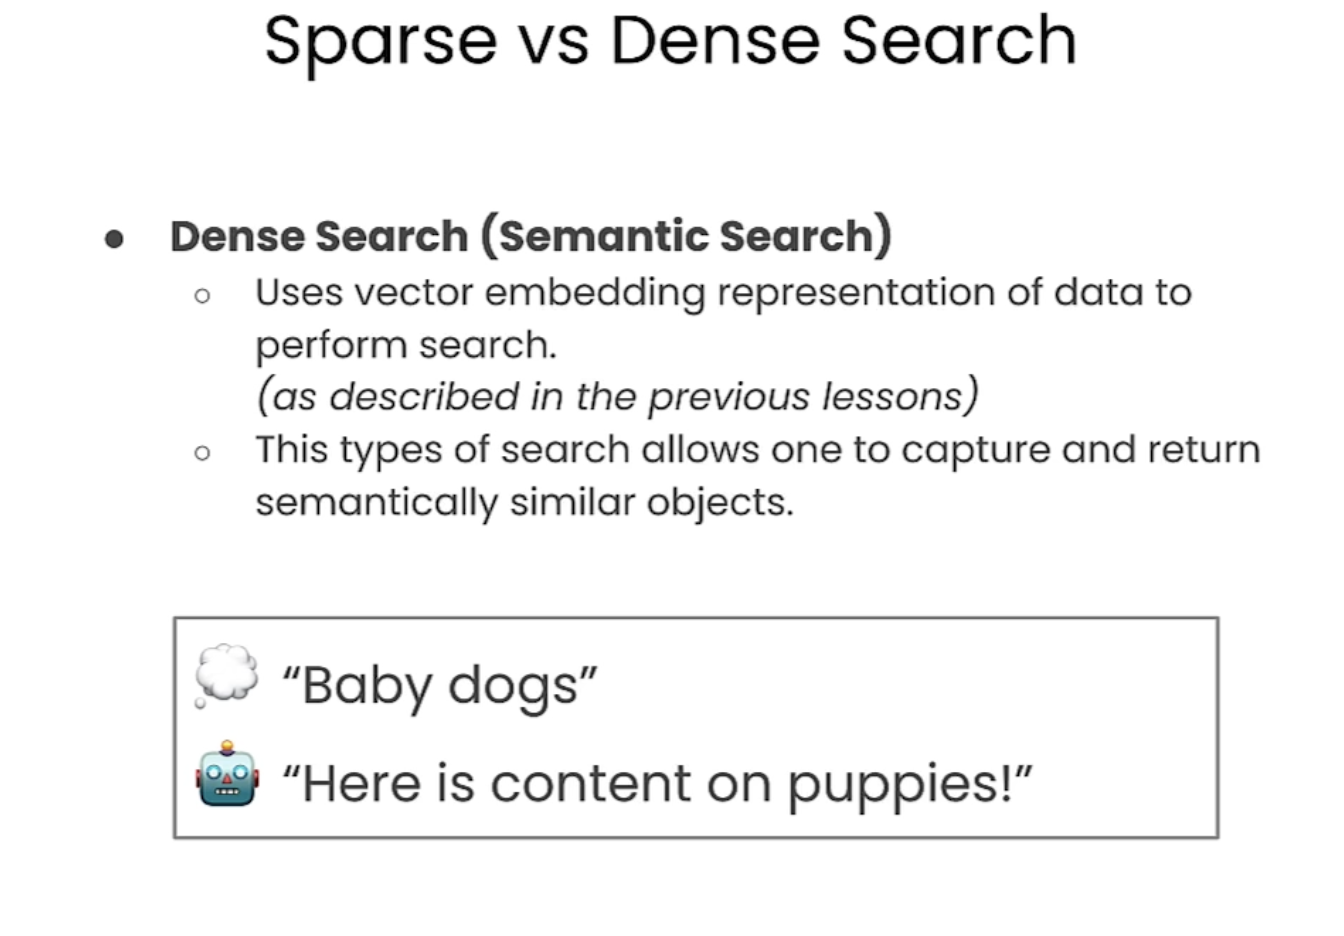 Sparse vs Dense Search
● Dense Search (Semantic Search)
○ Uses vector embedding representation of data to
perform search.
(as described in the previous lessons)
○ This types of search allows one to capture and return
semantically similar objects.
“Baby dogs”
“Here is content on puppies!”